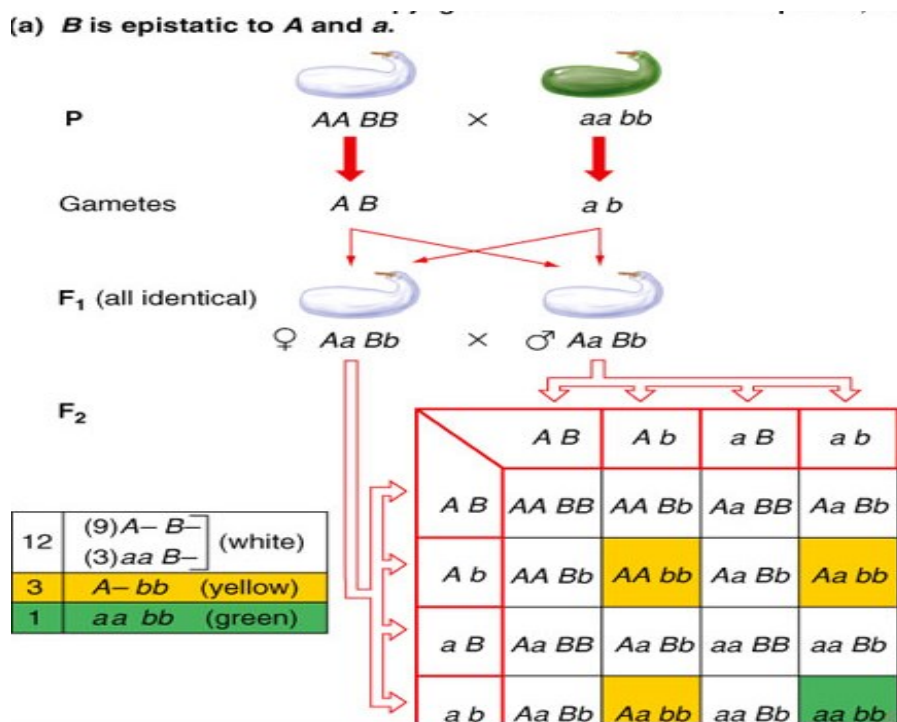 (a) B is epistatic to A and a.
P
AA BB × aa bb
Gametes
A B a b
F1 (all identical)
♀ Aa Bb × ♂ Aa Bb
F2
A B A b a B a b
A B AA BB AA Bb Aa BB Aa Bb
A b AA Bb AA bb Aa Bb Aa bb
a B Aa BB Aa Bb aa BB aa Bb
a b Aa Bb Aa bb aa Bb aa bb
12 (9) A– B– (white)
(3) aa B–
3 A– bb (yellow)
1 aa bb (green)